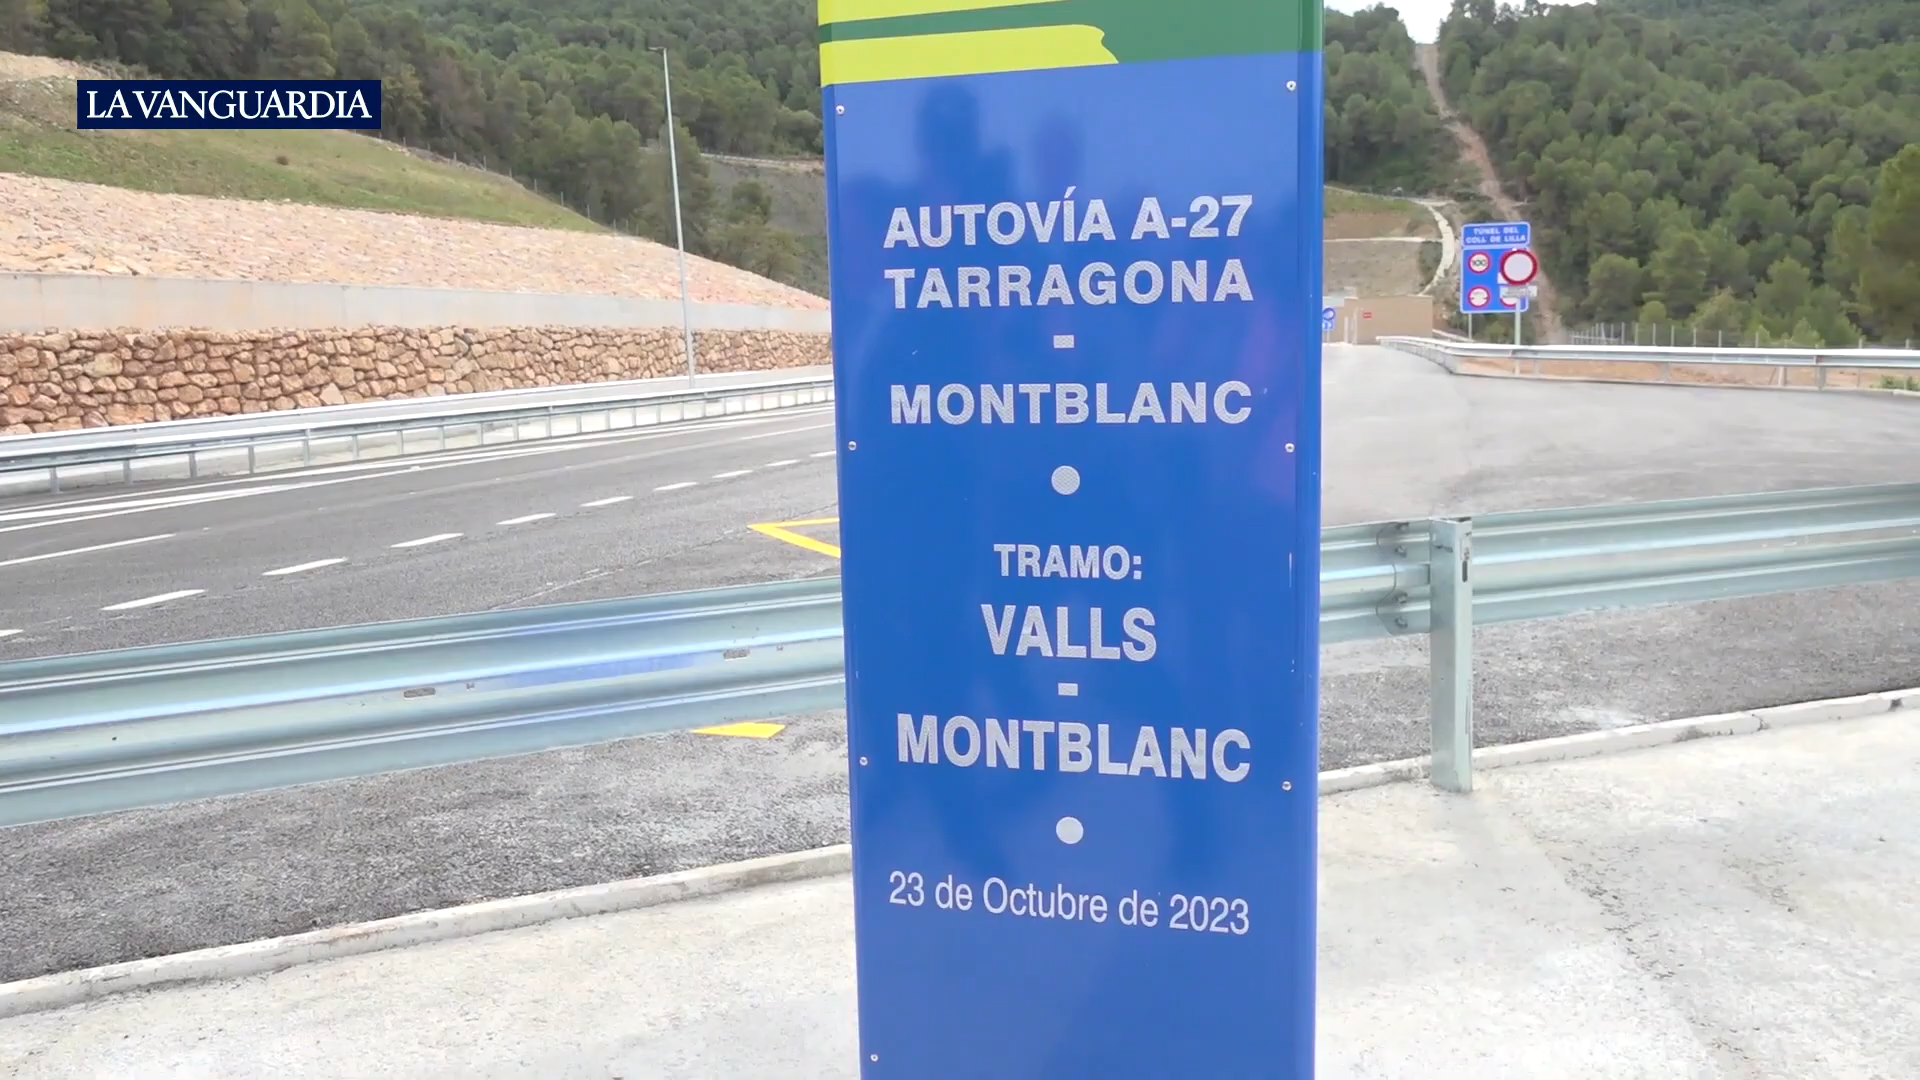 LA VANGUARDIA
AUTOVÍA A-27
TARRAGONA
-
MONTBLANC
TRAMO:
VALLS
-
MONTBLANC
23 de Octubre de 2023
TÚNEL DEL
COLL DE LILLA
100